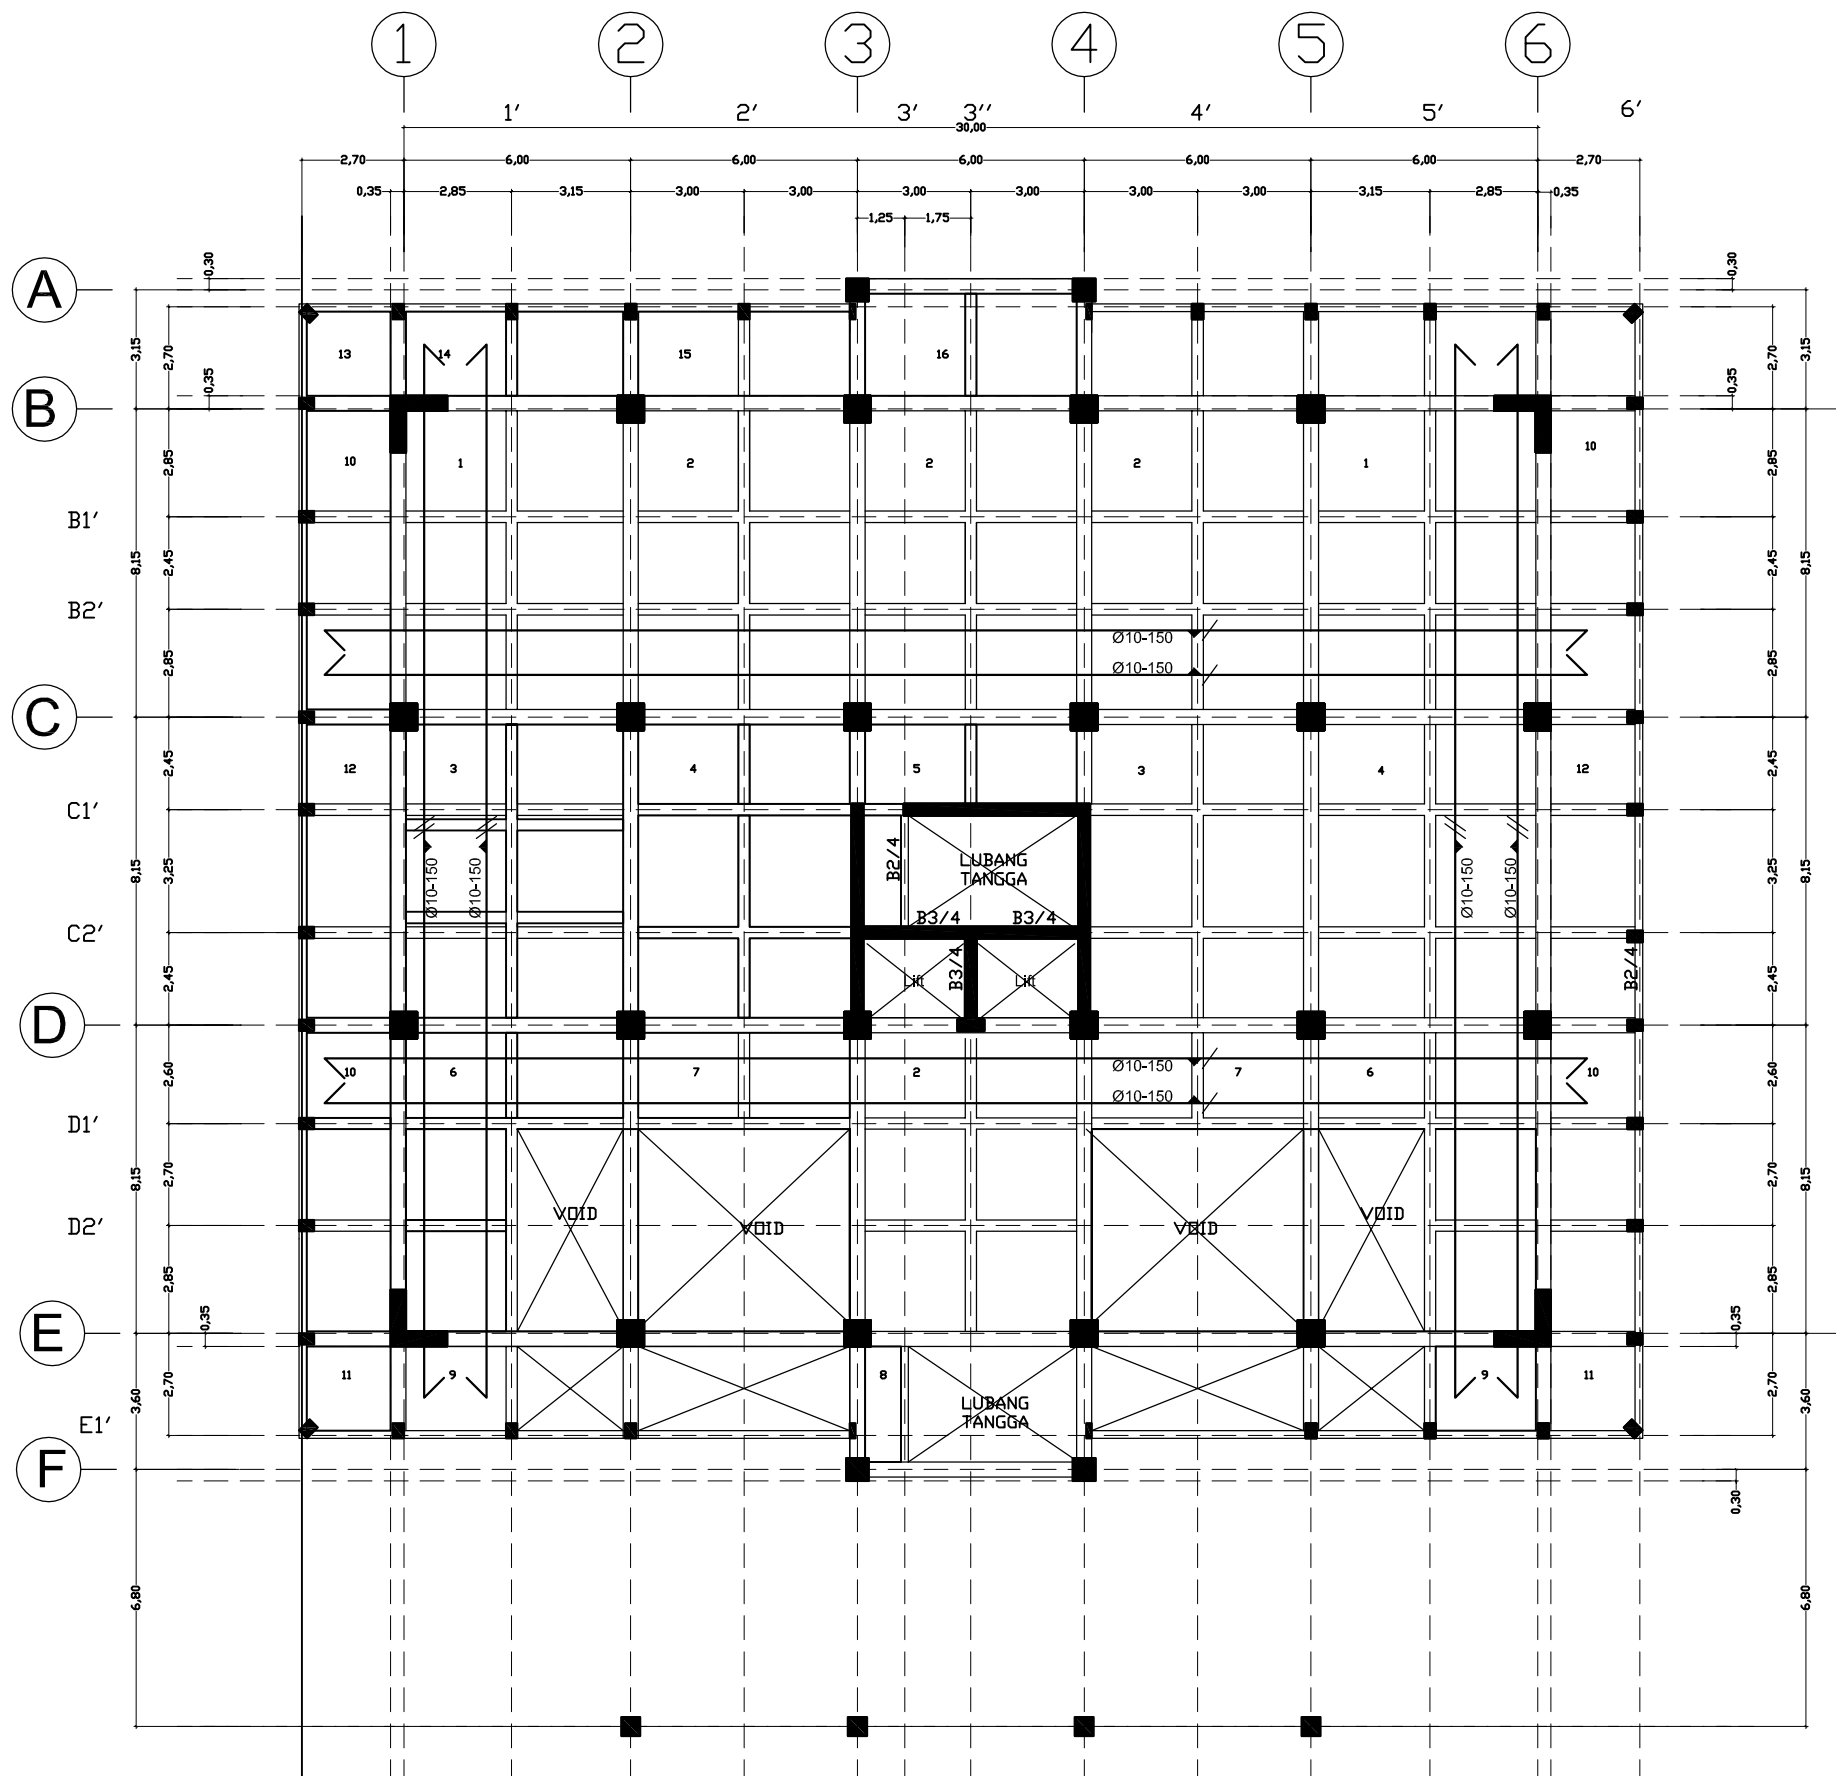 1 2 3 4 5 6
1' 2' 3' 3'' 4' 5' 6'
30,00
2,70 6,00 6,00 6,00 6,00 6,00 2,70
0,35 2,85 3,15 3,00 3,00 3,00 3,00 3,00 3,00 3,15 2,85 0,35
1,25 1,75
0,30 0,30
A
3,15 2,70 13 14 15 16 2,70 3,15
0,35 0,35
B
2,85 10 1 2 2 2 1 10 2,85
B1'
8,15 2,45 2,45 8,15
B2'
Ø10-150
2,85 Ø10-150 2,85
C
2,45 12 3 4 5 3 4 12 2,45
C1'
8,15 3,25 Ø10-150 Ø10-150 B2/4 LUBANG Ø10-150 Ø10-150 3,25 8,15
TANGGA
C2' B3/4 B3/4
2,45 Lift B3/4 Lift B2/4 2,45
D
2,60 10 6 7 2 Ø10-150 7 6 10 2,60
Ø10-150
D1'
8,15 2,70 VOID VOID VOID VOID 2,70 8,15
D2'
2,85 2,85
0,35 0,35
E
3,60 2,70 11 9 8 LUBANG 9 11 2,70 3,60
TANGGA
E1'
F
0,30
6,80 6,80